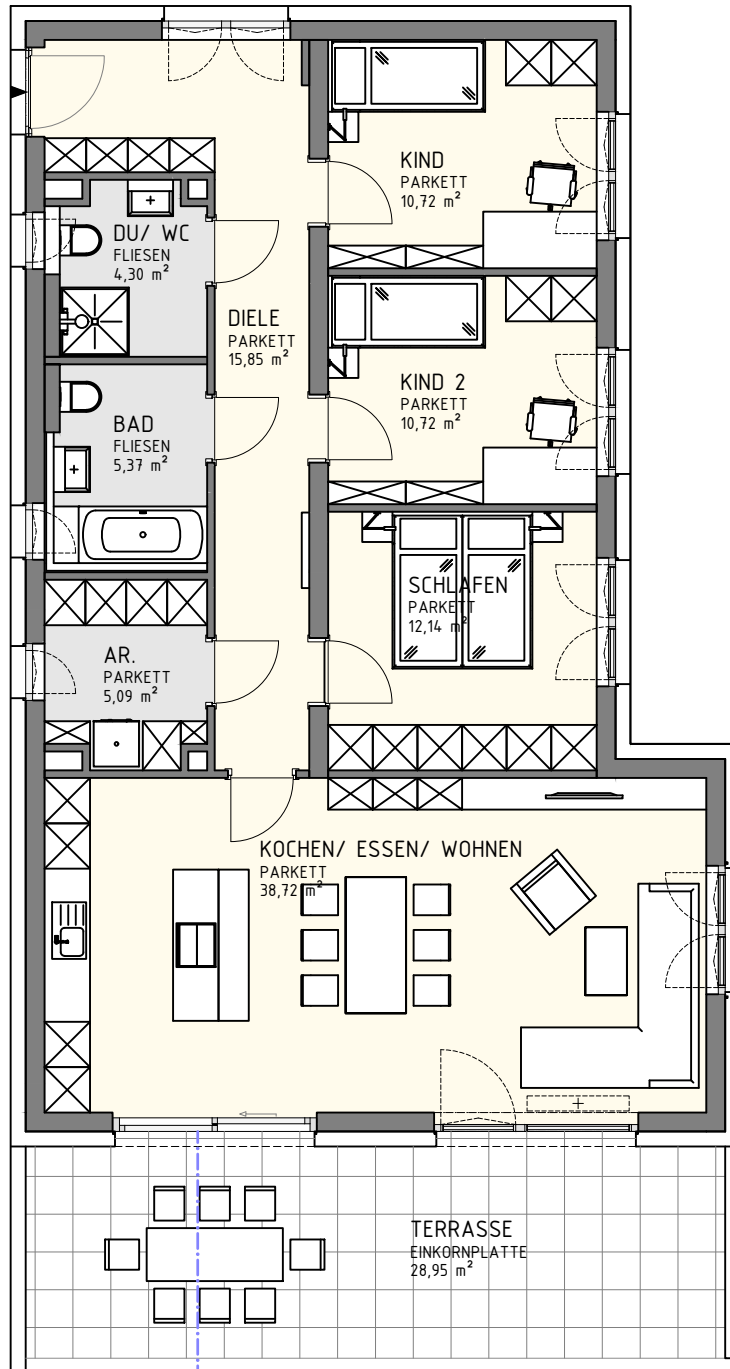 KIND
PARKETT
10,72 m²
DU/ WC
FLIESEN
4,30 m²
DIELE
PARKETT
15,85 m²
KIND 2
PARKETT
10,72 m²
BAD
FLIESEN
5,37 m²
SCHLAFEN
PARKETT
12,14 m²
AR.
PARKETT
5,09 m²
KOCHEN/ ESSEN/ WOHNEN
PARKETT
38,72 m²
TERRASSE
EINKORNPLATTE
28,95 m²